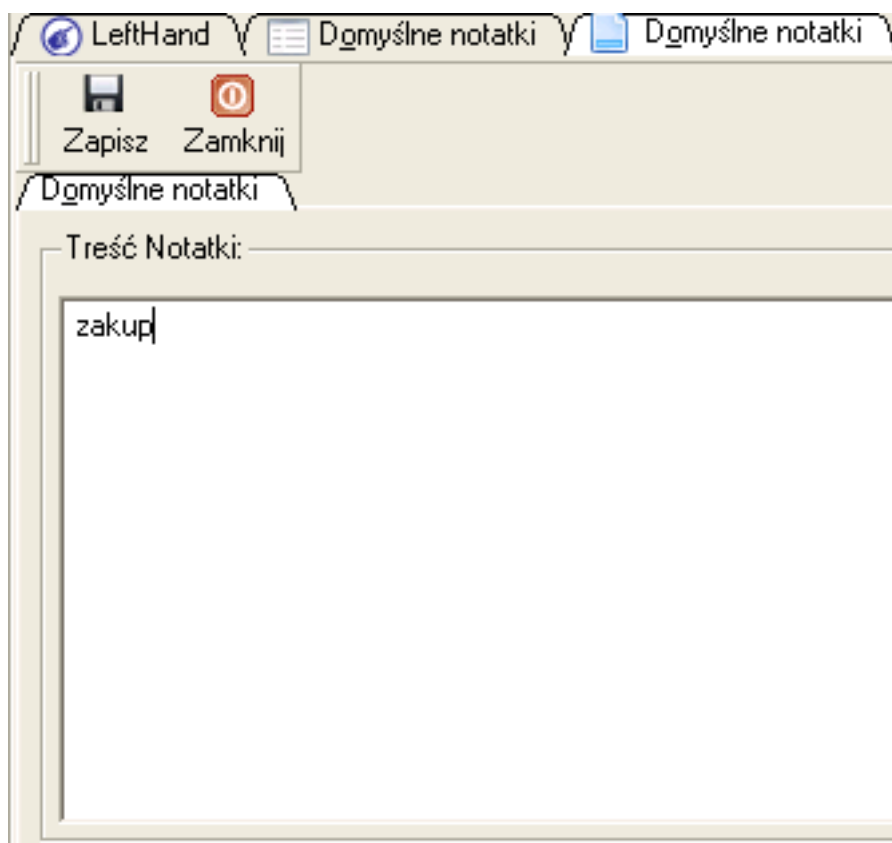 LeftHand Domyślne notatki Domyślne notatki
Zapisz Zamknij
Domyślne notatki
Treść Notatki:
zakup